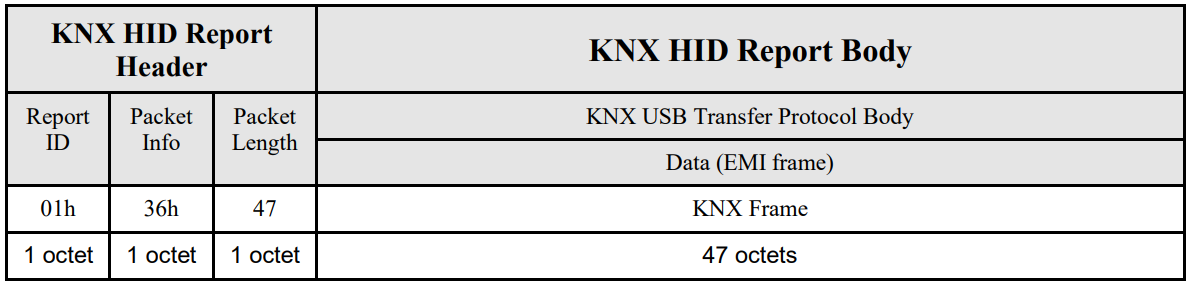 KNX HID Report
Header
KNX HID Report Body
Report
ID
Packet
Info
Packet
Length
KNX USB Transfer Protocol Body
Data (EMI frame)
01h
36h
47
KNX Frame
1 octet
1 octet
1 octet
47 octets